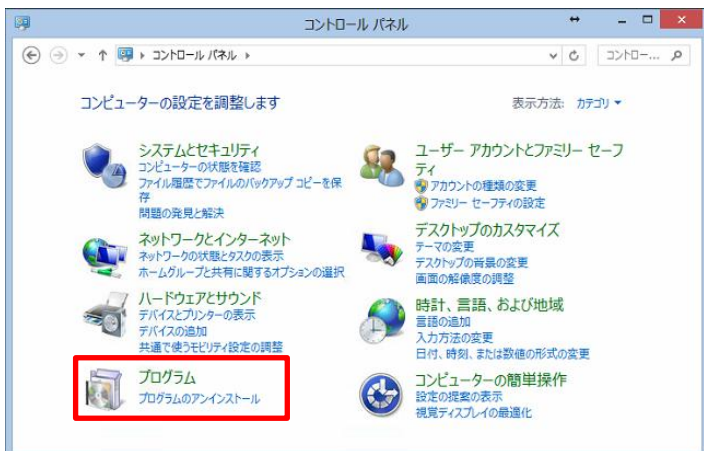 コントロール パネル
コントロール パネル
コントロー...
コンピューターの設定を調整します
表示方法: カテゴリ
システムとセキュリティ
コンピューターの状態を確認
ファイル履歴でファイルのバックアップ コピーを保
存
問題の発見と解決
ネットワークとインターネット
ネットワークの状態とタスクの表示
ホームグループと共有に関するオプションの選択
ハードウェアとサウンド
デバイスとプリンターの表示
デバイスの追加
共通で使うモビリティ設定の調整
プログラム
プログラムのアンインストール
ユーザー アカウントとファミリー セーフ
ティ
アカウントの種類の変更
ファミリー セーフティの設定
デスクトップのカスタマイズ
テーマの変更
デスクトップの背景の変更
画面の解像度の調整
時計、言語、および地域
言語の追加
入力方法の変更
日付、時刻、または数値の形式の変更
コンピューターの簡単操作
設定の提案の表示
視覚ディスプレイの最適化